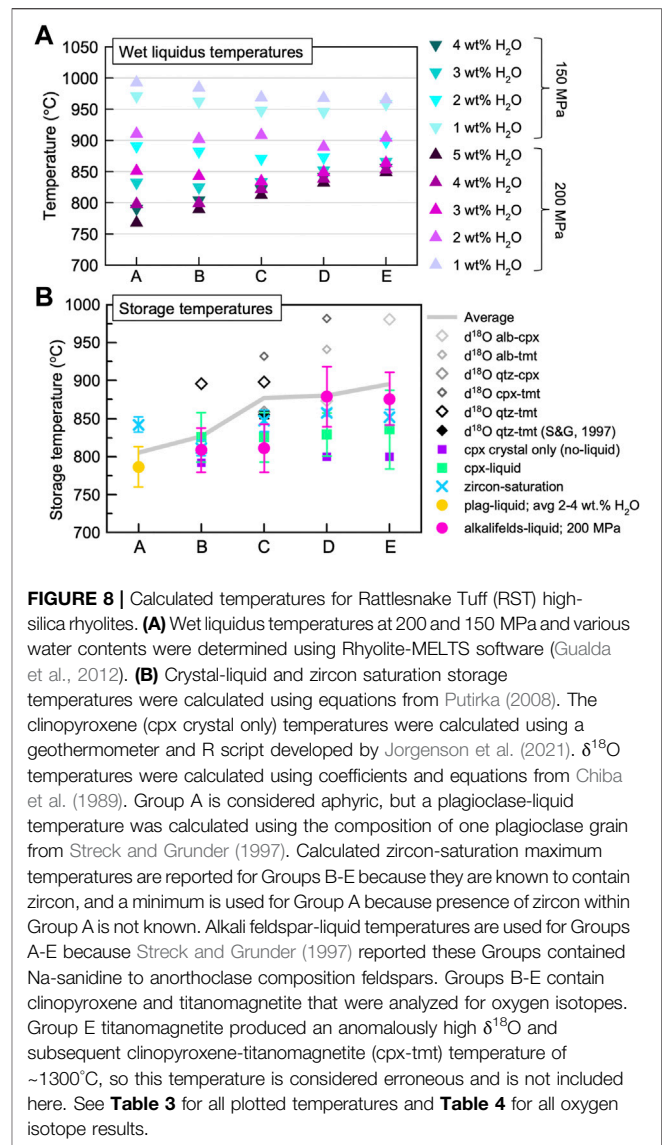 A
Wet liquidus temperatures
1050
1000
950
900
850
800
750
700
Temperature (°C)
A B C D E
4 wt% H₂O
3 wt% H₂O
2 wt% H₂O
1 wt% H₂O
150 MPa
5 wt% H₂O
4 wt% H₂O
3 wt% H₂O
2 wt% H₂O
1 wt% H₂O
200 MPa
B
Storage temperatures
1000
950
900
850
800
750
700
Storage temperature (°C)
A B C D E
Average
d¹⁸O alb-cpx
d¹⁸O alb-tmt
d¹⁸O qtz-cpx
d¹⁸O cpx-tmt
d¹⁸O qtz-tmt
d¹⁸O qtz-tmt (S&G, 1997)
cpx crystal only (no-liquid)
cpx-liquid
zircon-saturation
plag-liquid; avg 2-4 wt.% H₂O
alkalifelds-liquid; 200 MPa
FIGURE 8 | Calculated temperatures for Rattlesnake Tuff (RST) high-
silica rhyolites. (A) Wet liquidus temperatures at 200 and 150 MPa and various
water contents were determined using Rhyolite-MELTS software (Gualda
et al., 2012). (B) Crystal-liquid and zircon saturation storage
temperatures were calculated using equations from Putirka (2008). The
clinopyroxene (cpx crystal only) temperatures were calculated using a
geothermometer and R script developed by Jorgenson et al. (2021). δ¹⁸O
temperatures were calculated using coefficients and equations from Chiba
et al. (1989). Group A is considered aphyric, but a plagioclase-liquid
temperature was calculated using the composition of one plagioclase grain
from Streck and Grunder (1997). Calculated zircon-saturation maximum
temperatures are reported for Groups B-E because they are known to contain
zircon, and a minimum is used for Group A because presence of zircon within
Group A is not known. Alkali feldspar-liquid temperatures are used for Groups
A-E because Streck and Grunder (1997) reported these Groups contained
Na-sanidine to anorthoclase composition feldspars. Groups B-E contain
clinopyroxene and titanomagnetite that were analyzed for oxygen isotopes.
Group E titanomagnetite produced an anomalously high δ¹⁸O and
subsequent clinopyroxene-titanomagnetite (cpx-tmt) temperature of
~1300°C, so this temperature is considered erroneous and is not included
here. See Table 3 for all plotted temperatures and Table 4 for all oxygen
isotope results.